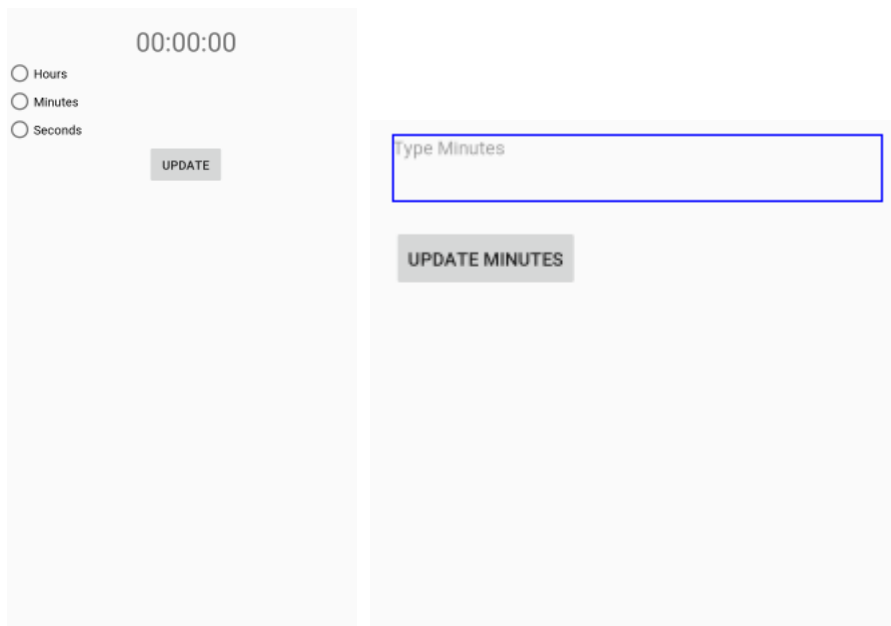 00:00:00
Hours
Minutes
Seconds
UPDATE
Type Minutes
UPDATE MINUTES